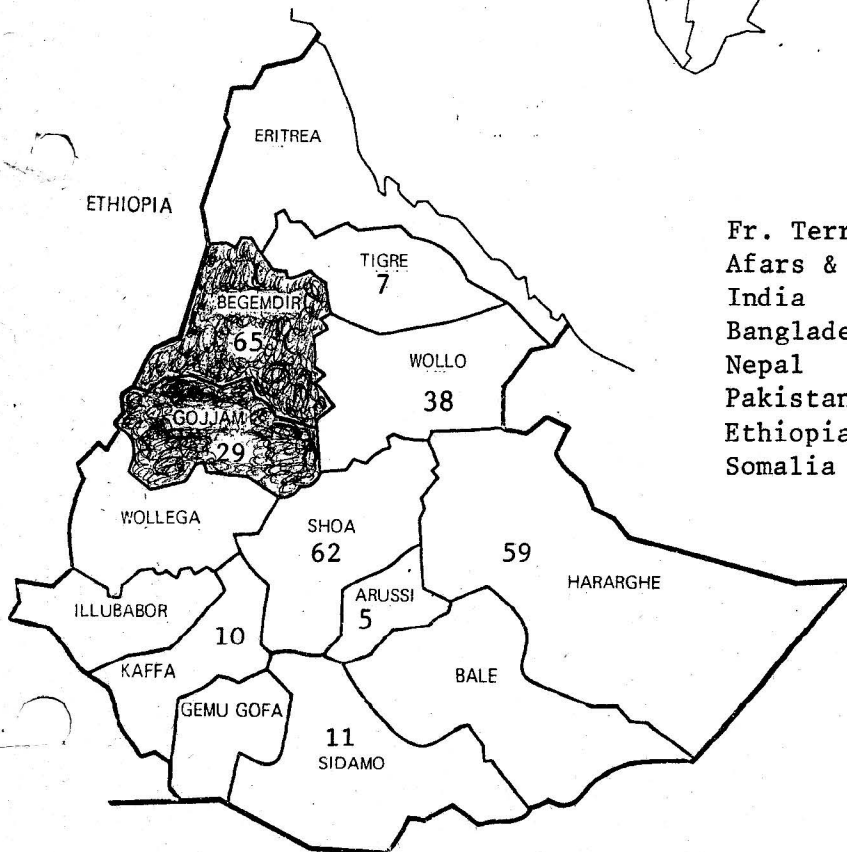 ERITREA
ETHIOPIA
TIGRE
7
BEGEMDIR
65
WOLLO
38
GOJJAM
29
WOLLEGA
SHOA
62
59
HARARGHE
ARUSSI
5
ILLUBABOR
10
KAFFA
BALE
GEMU GOFA
11
SIDAMO
Fr. Terr
Afars &
India
Banglade
Nepal
Pakistan
Ethiopia
Somalia